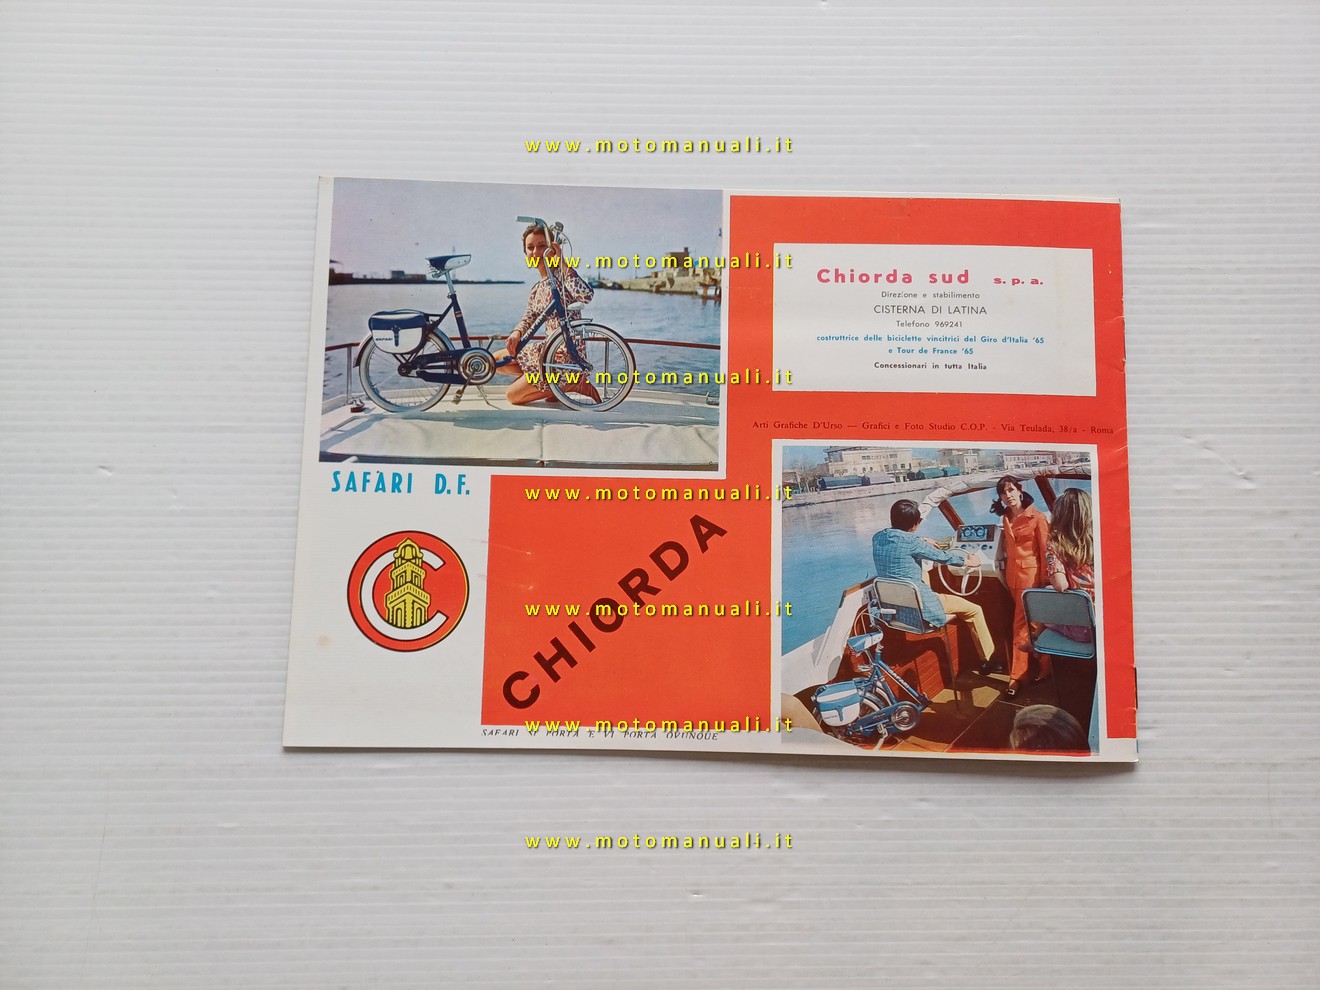 www.motomanuali.it
Chiorda sud s.p.a.
Direzione e stabilimento
CISTERNA DI LATINA
Telefono 969241
costruttrice delle biciclette vincitrici del Giro d'Italia '65
e Tour de France '65
Concessionari in tutta Italia
www.motomanuali.it
www.motomanuali.it
Arti Grafiche D'Urso — Grafici e Foto Studio C.O.P. - Via Teulada, 38/a - Roma
SAFARI D.F.
www.motomanuali.it
C
CHIORDA
www.motomanuali.it
SAFARI
SAFARI SI PORTA E VI PORTA OVUNQUE
www.motomanuali.it
www.motomanuali.it